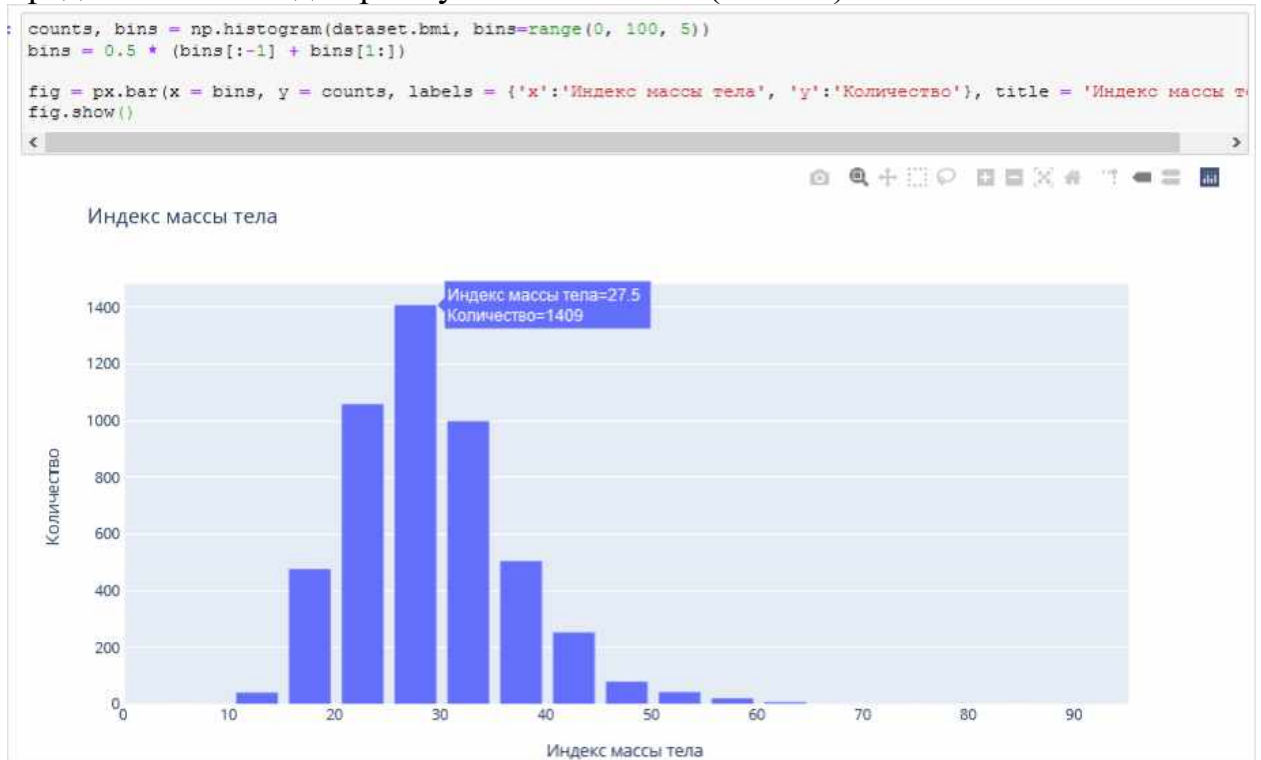 : counts, bins = np.histogram(dataset.bmi, bins=range(0, 100, 5))
bins = 0.5 * (bins[:-1] + bins[1:])
fig = px.bar(x = bins, y = counts, labels = {'x':'Индекс массы тела', 'y':'Количество'}, title = 'Индекс массы т
fig.show()
Индекс массы тела
Индекс массы тела=27.5
Количество=1409
1400
1200
1000
800
600
400
200
0
Количество
0 10 20 30 40 50 60 70 80 90
Индекс массы тела